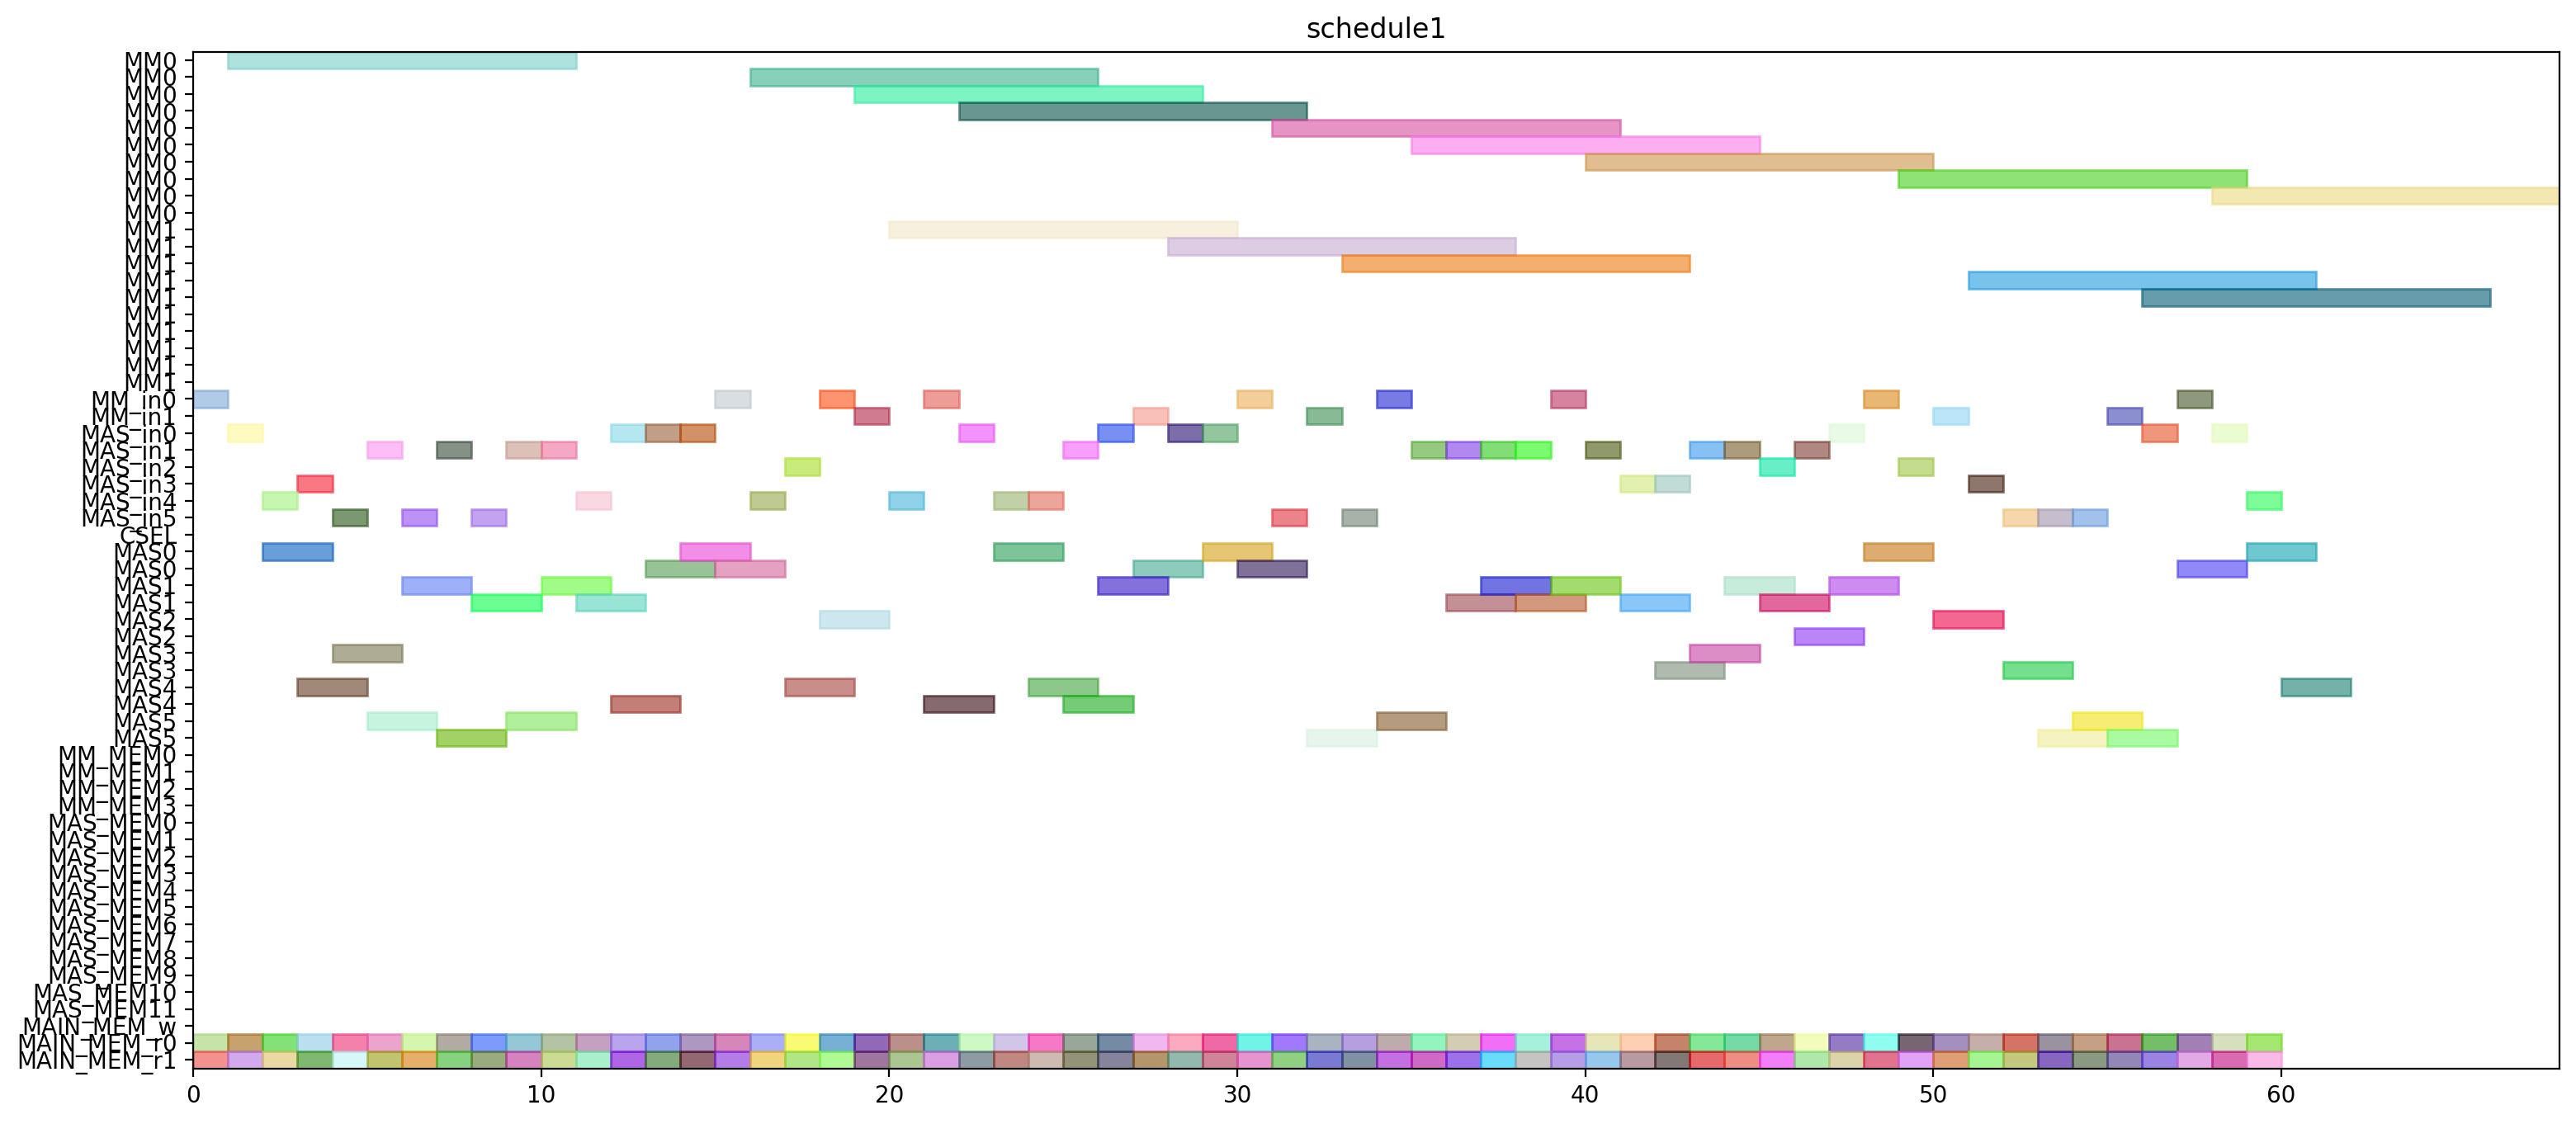 schedule1
MM0
MM0
MM0
MM0
MM0
MM0
MM0
MM0
MM0
MM0
MM1
MM1
MM1
MM1
MM1
MM1
MM1
MM1
MM1
MM1
MM_in0
MM_in1
MAS_in0
MAS_in1
MAS_in2
MAS_in3
MAS_in4
MAS_in5
CSEL
MAS0
MAS0
MAS1
MAS1
MAS2
MAS2
MAS3
MAS3
MAS4
MAS4
MAS5
MAS5
MM_MEM0
MM_MEM1
MM_MEM2
MM_MEM3
MAS_MEM0
MAS_MEM1
MAS_MEM2
MAS_MEM3
MAS_MEM4
MAS_MEM5
MAS_MEM6
MAS_MEM7
MAS_MEM8
MAS_MEM9
MAS_MEM10
MAS_MEM11
MAIN_MEM_w
MAIN_MEM_r0
MAIN_MEM_r1
0 10 20 30 40 50 60